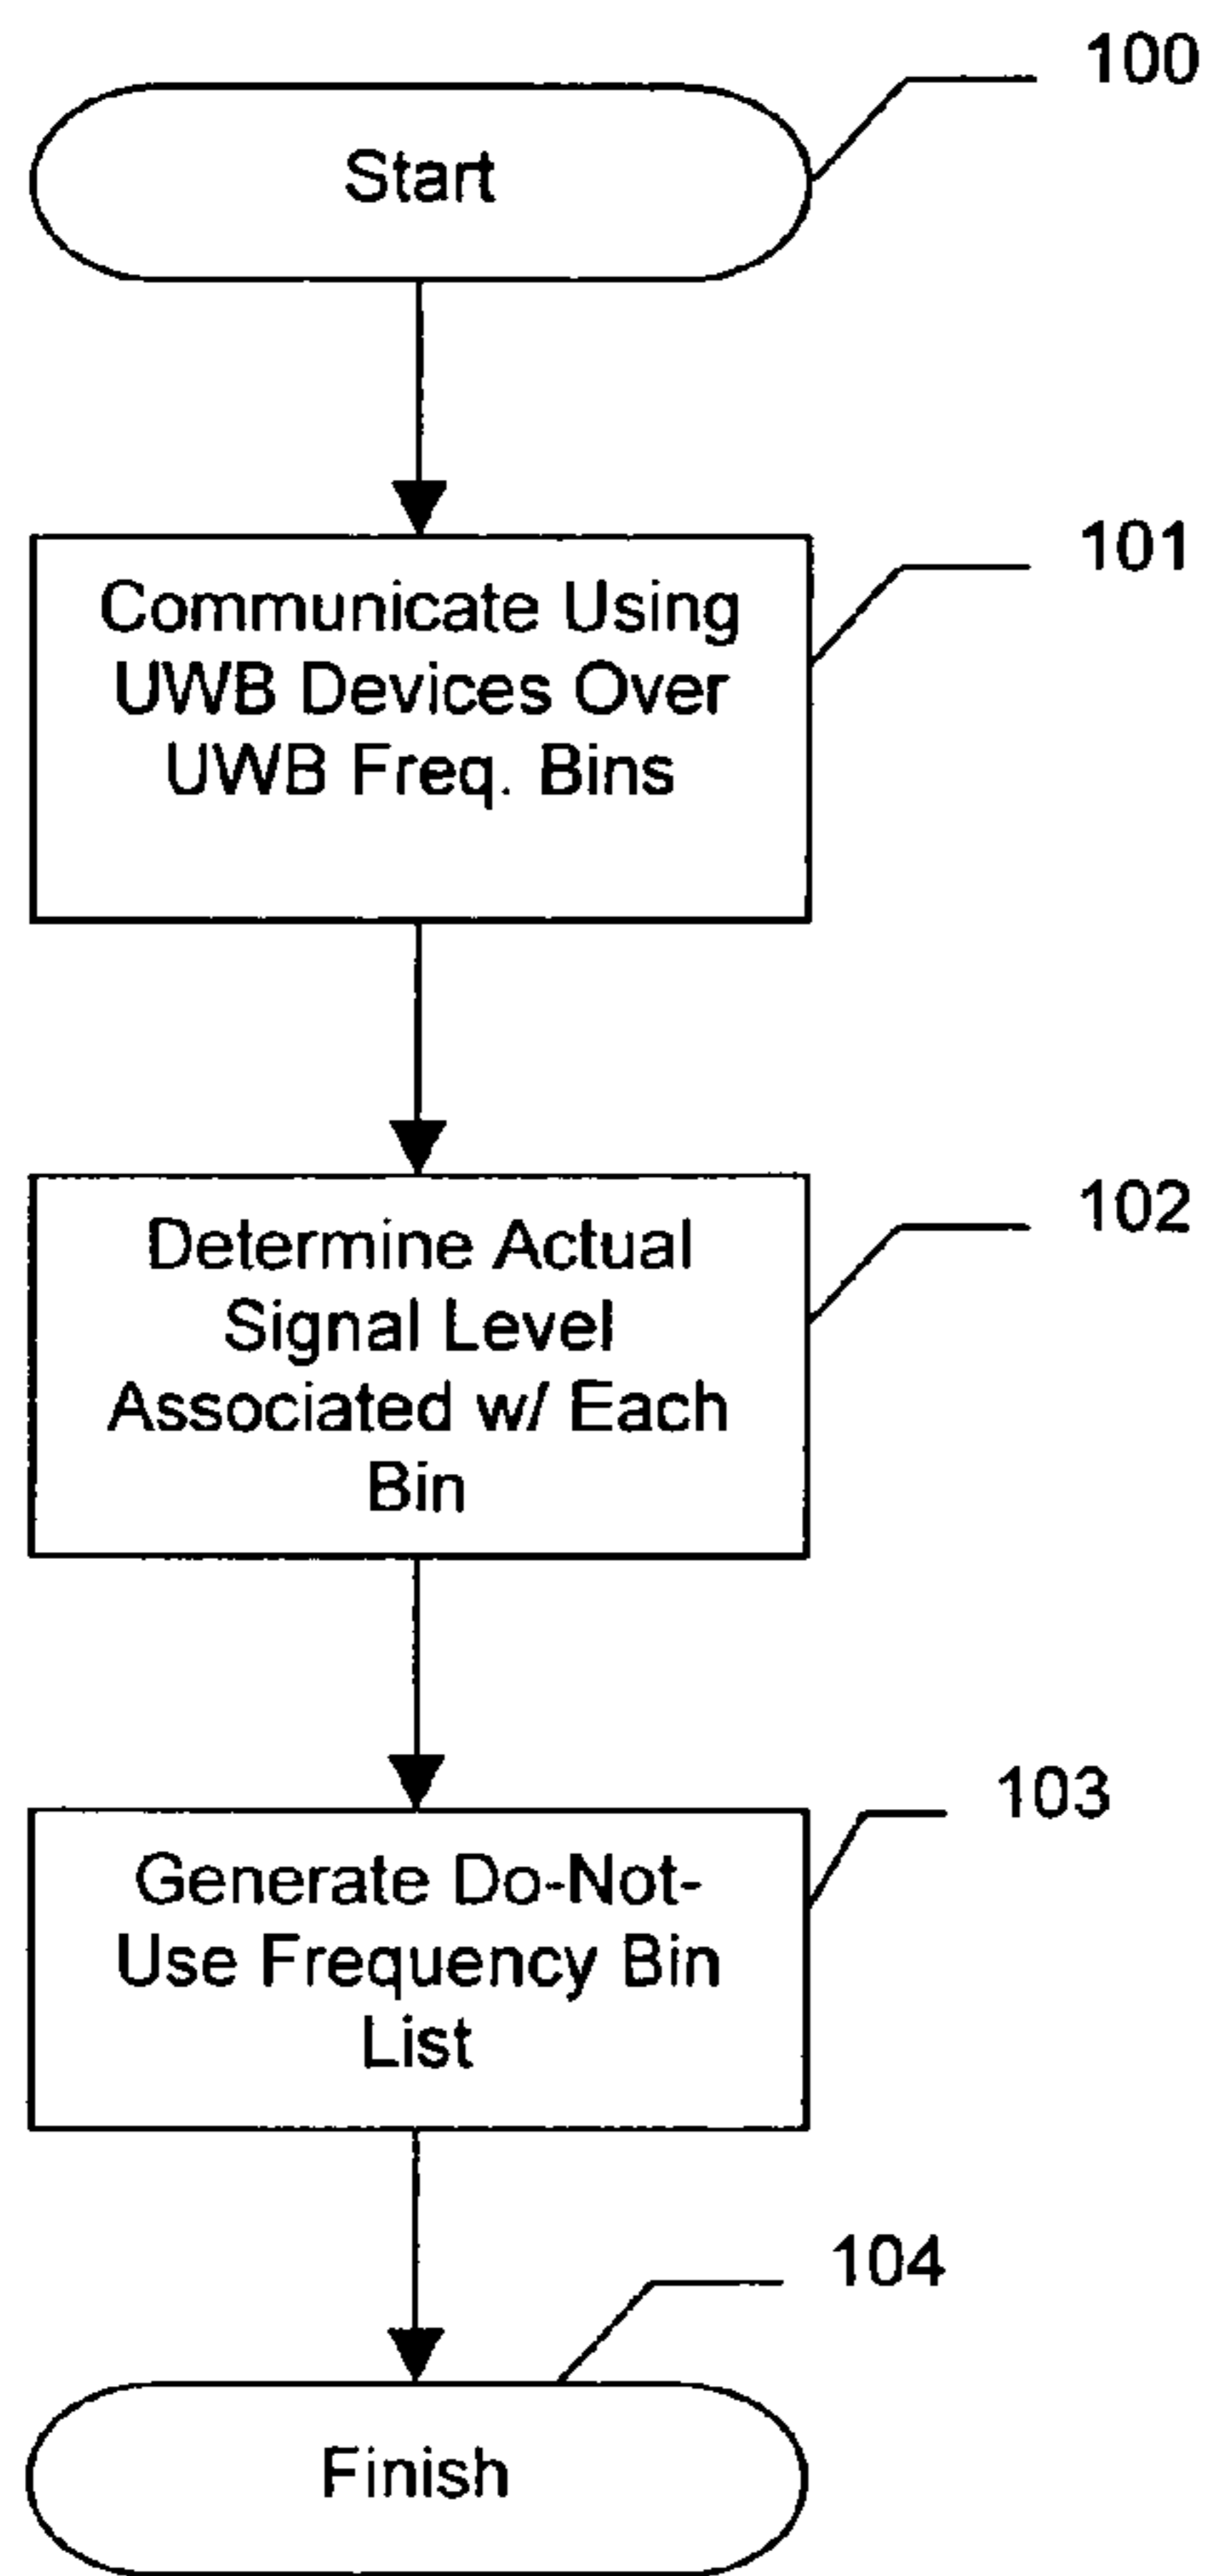 100
Start
101
Communicate Using
UWB Devices Over
UWB Freq. Bins
102
Determine Actual
Signal Level
Associated w/ Each
Bin
103
Generate Do-Not-
Use Frequency Bin
List
104
Finish